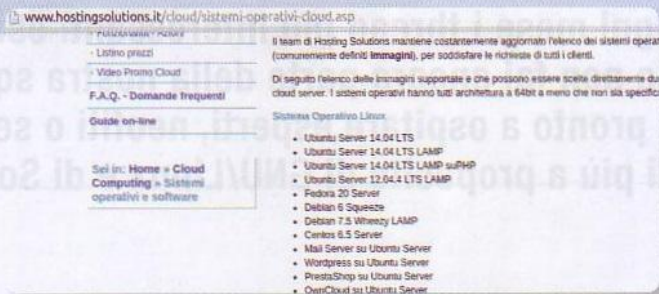 www.hostingsolutions.it/cloud/sistemi-operativi-cloud.asp
- Listino prezzi
- Video Promo Cloud
F.A.Q. - Domande frequenti
Guide on-line
Sei in: Home » Cloud
Computing » Sistemi
operativi e software
Il team di Hosting Solutions mantiene costantemente aggiornato l'elenco dei sistemi operat
(comunemente definiti immagini), per soddisfare le richieste di tutti i clienti.
Di seguito l'elenco delle immagini supportate e che possono essere scelte direttamente du
cloud server. I sistemi operativi hanno tutti architettura a 64bit a meno che non sia specific
Sistema Operativo Linux
• Ubuntu Server 14.04 LTS
• Ubuntu Server 14.04 LTS LAMP
• Ubuntu Server 14.04 LTS LAMP suPHP
• Ubuntu Server 12.04.4 LTS LAMP
• Fedora 20 Server
• Debian 6 Squeeze
• Debian 7.5 Wheezy LAMP
• Centos 6.5 Server
• Mail Server su Ubuntu Server
• Wordpress su Ubuntu Server
• PrestaShop su Ubuntu Server
• OwnCloud su Ubuntu Server